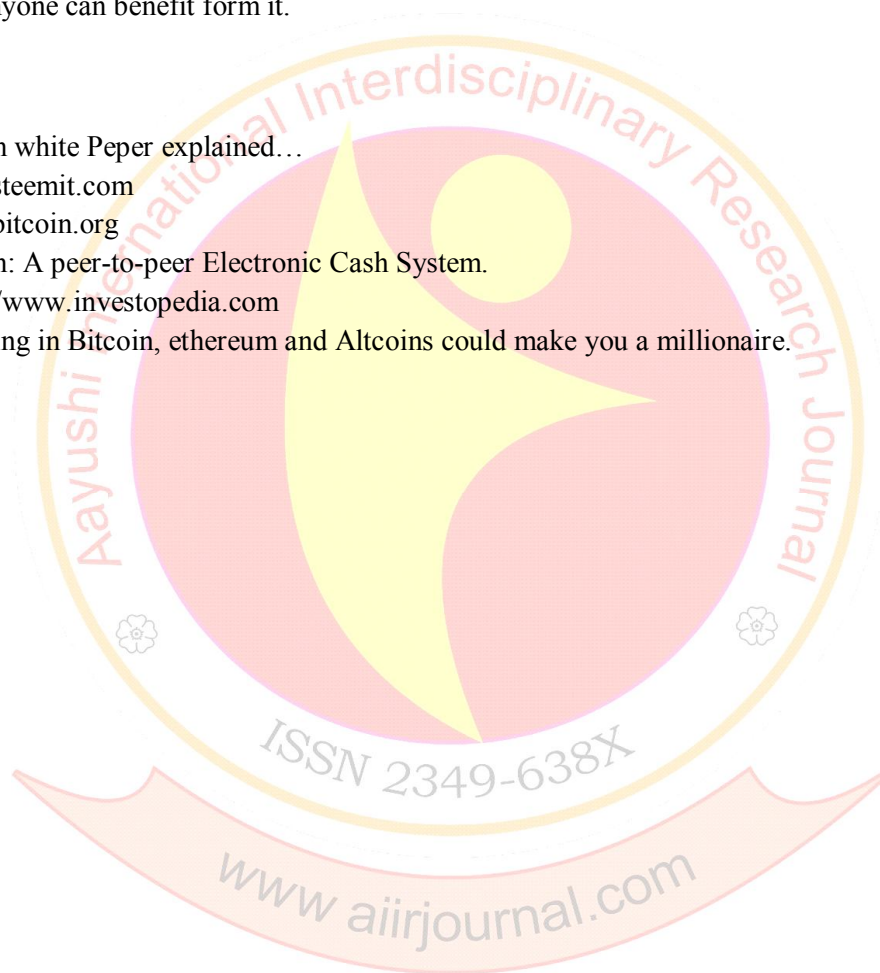 nyone can benefit form it.
n white Peper explained…
steemit.com
bitcoin.org
n: A peer-to-peer Electronic Cash System.
/www.investopedia.com
ng in Bitcoin, ethereum and Altcoins could make you a millionaire.
Aayushi International Interdisciplinary Research Journal
ISSN 2349-638X
www aiirjournal.com